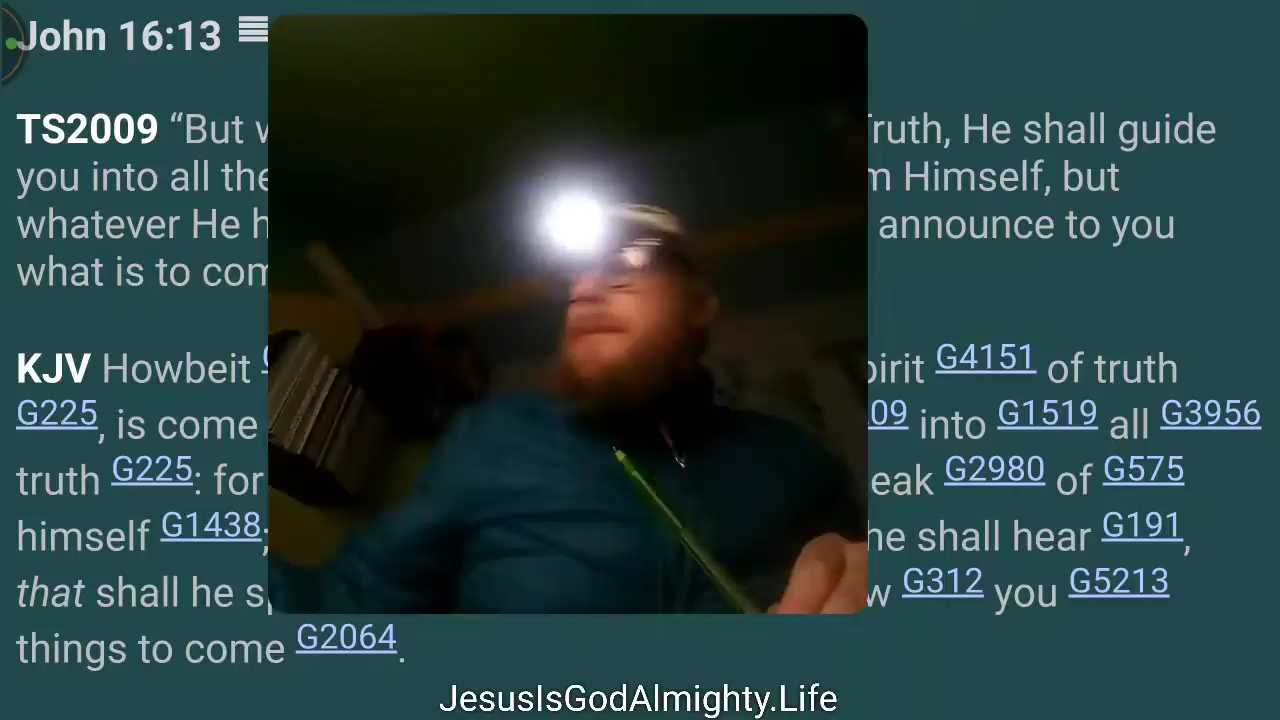 John 16:13
TS2009 “But Truth, He shall guide
you into all the Himself, but
whatever He announce to you
what is to com
KJV Howbeit pirit G4151 of truth
G225, is come 09 into G1519 all G3956
truth G225: for eak G2980 of G575
himself G1438; he shall hear G191,
that shall he sp w G312 you G5213
things to come G2064.
JesusIsGodAlmighty.Life